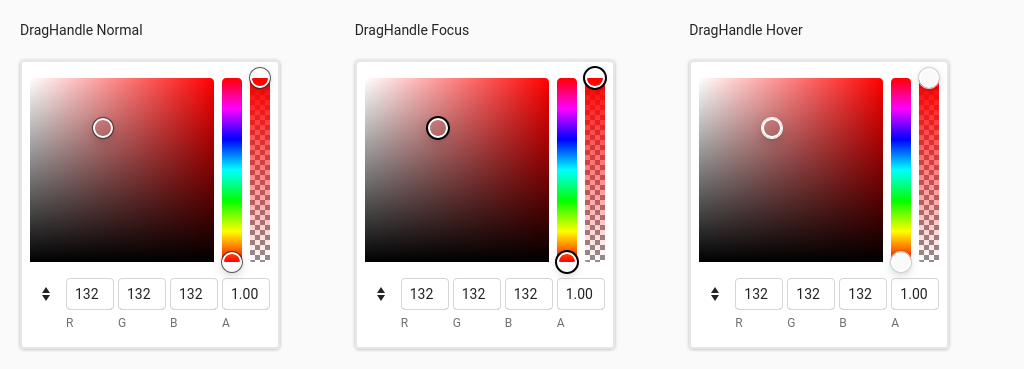 DragHandle Normal DragHandle Focus DragHandle Hover
132 132 132 1.00 132 132 132 1.00 132 132 132 1.00
R G B A R G B A R G B A